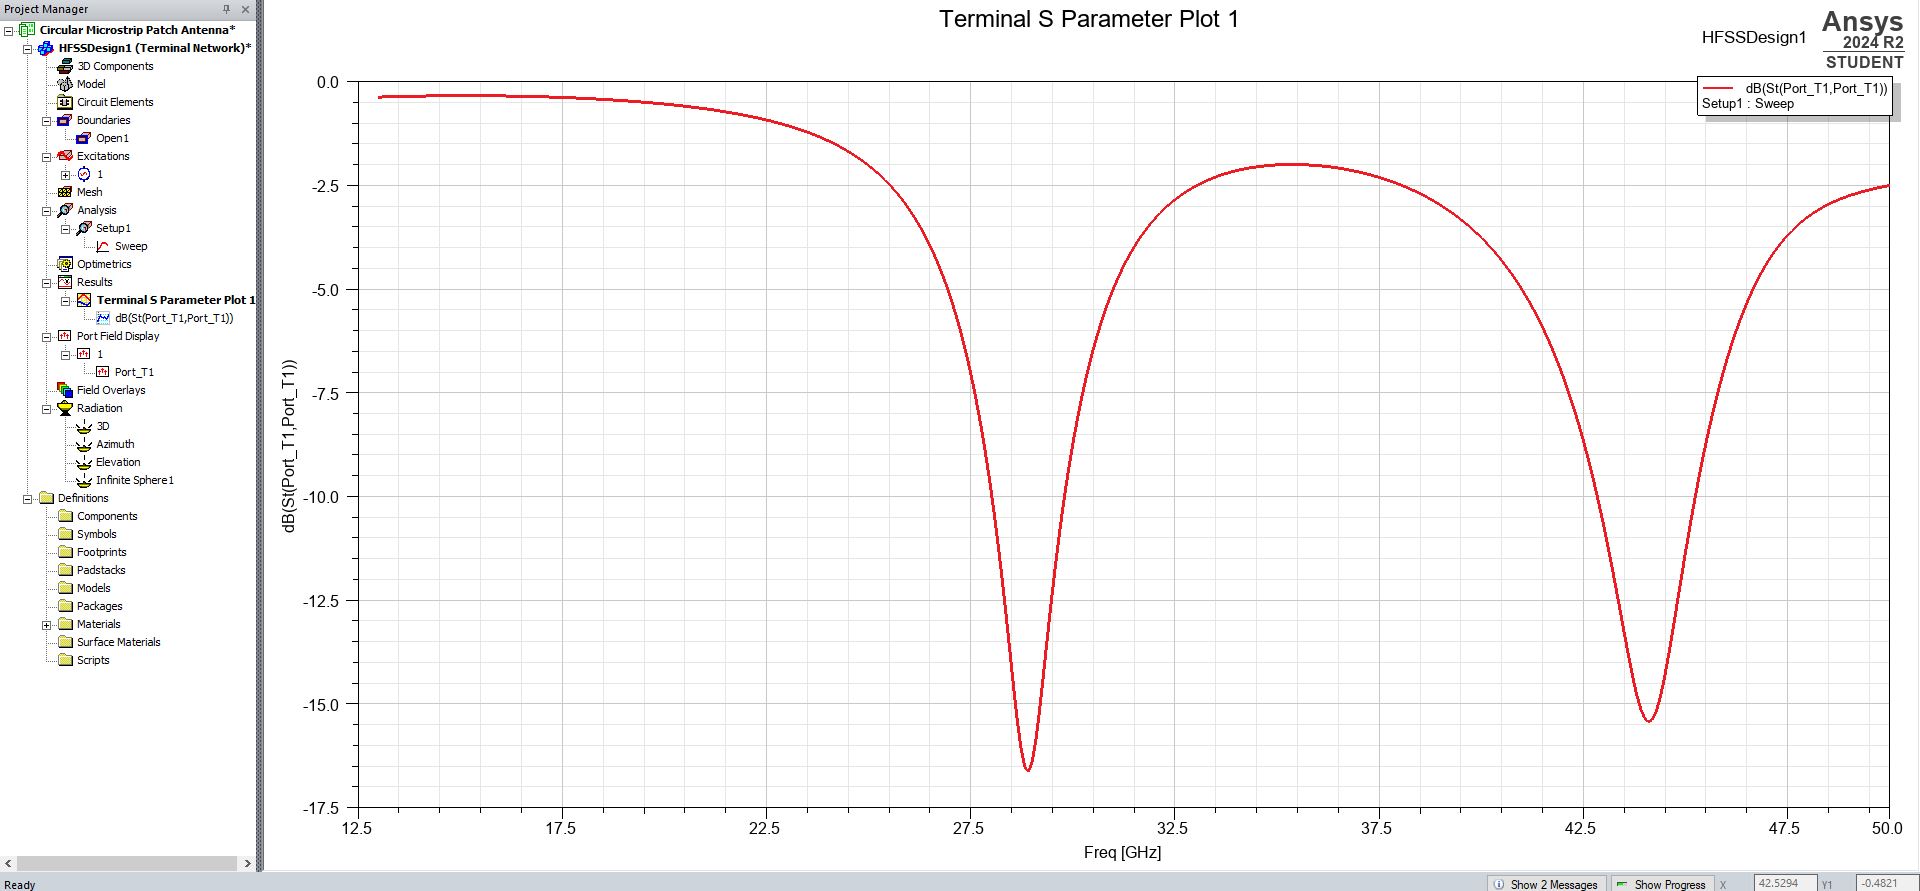 Project Manager
Circular Microstrip Patch Antenna*
HFSSDesign1 (Terminal Network)*
3D Components
Model
Circuit Elements
Boundaries
Open1
Excitations
1
Mesh
Analysis
Setup1
Sweep
Optimetrics
Results
Terminal S Parameter Plot 1
dB(St(Port_T1,Port_T1))
Port Field Display
1
Port_T1
Field Overlays
Radiation
3D
Azimuth
Elevation
Infinite Sphere1
Definitions
Components
Symbols
Footprints
Padstacks
Models
Packages
Materials
Surface Materials
Scripts
Terminal S Parameter Plot 1
HFSSDesign1
Ansys
2024 R2
STUDENT
dB(St(Port_T1,Port_T1))
Setup1 : Sweep
dB(St(Port_T1,Port_T1))
0.0
-2.5
-5.0
-7.5
-10.0
-12.5
-15.0
-17.5
12.5 17.5 22.5 27.5 32.5 37.5 42.5 47.5 50.0
Freq [GHz]
Ready
Show 2 Messages Show Progress X 42.5294 Y1 -0.4821